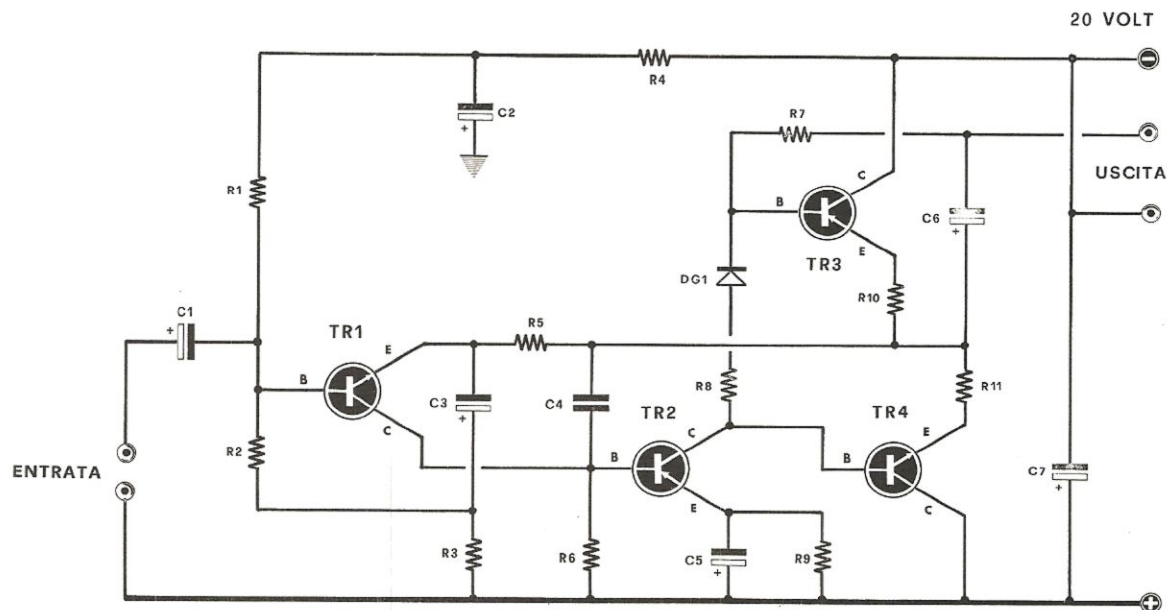 20 VOLT
R4
C2
+
R7
R1
C
USCITA
B
C6
+
E
TR3
DG1
R10
C1
+
R5
TR1
E
R8
R11
B
C3
+
C4
TR2
TR4
C
E
R2
C
B
B
ENTRATA
C7
+
E
C
R3
R6
C5
+
R9